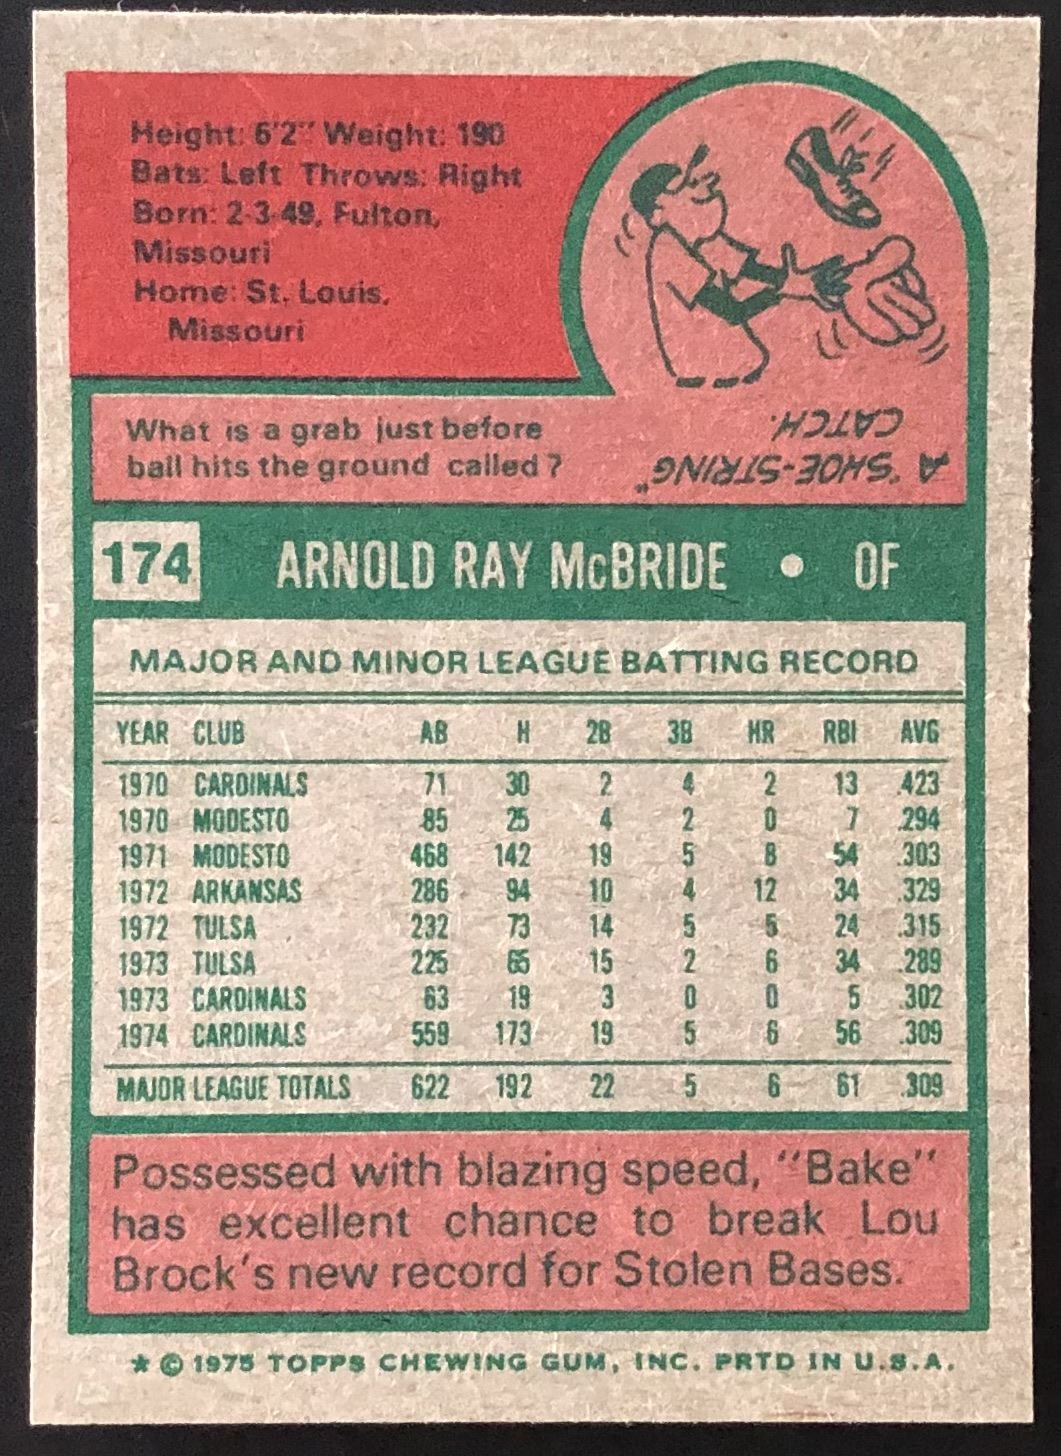 Height: 6'2" Weight: 190
Bats: Left Throws: Right
Born: 2-3-49, Fulton,
Missouri
Home: St. Louis,
Missouri
What is a grab just before
ball hits the ground called?
A "SHOE-STRING"
CATCH.
174 ARNOLD RAY McBRIDE • OF
MAJOR AND MINOR LEAGUE BATTING RECORD
YEAR CLUB AB H 2B 3B HR RBI AVG
1970 CARDINALS 71 30 2 4 2 13 .423
1970 MODESTO 85 25 4 2 0 7 .294
1971 MODESTO 468 142 19 5 8 54 .303
1972 ARKANSAS 286 94 10 4 12 34 .329
1972 TULSA 232 73 14 5 5 24 .315
1973 TULSA 225 65 15 2 6 34 .289
1973 CARDINALS 63 19 3 0 0 5 .302
1974 CARDINALS 559 173 19 5 6 56 .309
MAJOR LEAGUE TOTALS 622 192 22 5 6 61 .309
Possessed with blazing speed, "Bake"
has excellent chance to break Lou
Brock's new record for Stolen Bases.
★ © 1975 TOPPS CHEWING GUM, INC. PRTD IN U.S.A.